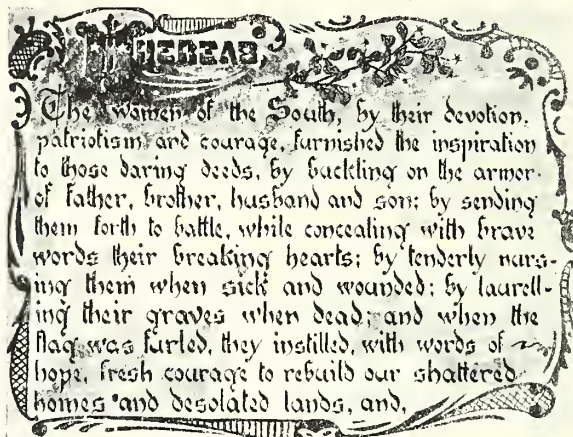 WHEREAS,
The women of the South, by their devotion,
patriotism and courage, furnished the inspiration
to those daring deeds, by buckling on the armor
of father, brother, husband and son; by sending
them forth to battle, while concealing with brave
words their breaking hearts; by tenderly nurs-
ing them when sick and wounded; by laurell-
ing their graves when dead; and when the
flag was furled, they instilled, with words of
hope, fresh courage to rebuild our shattered
homes and desolated lands, and,